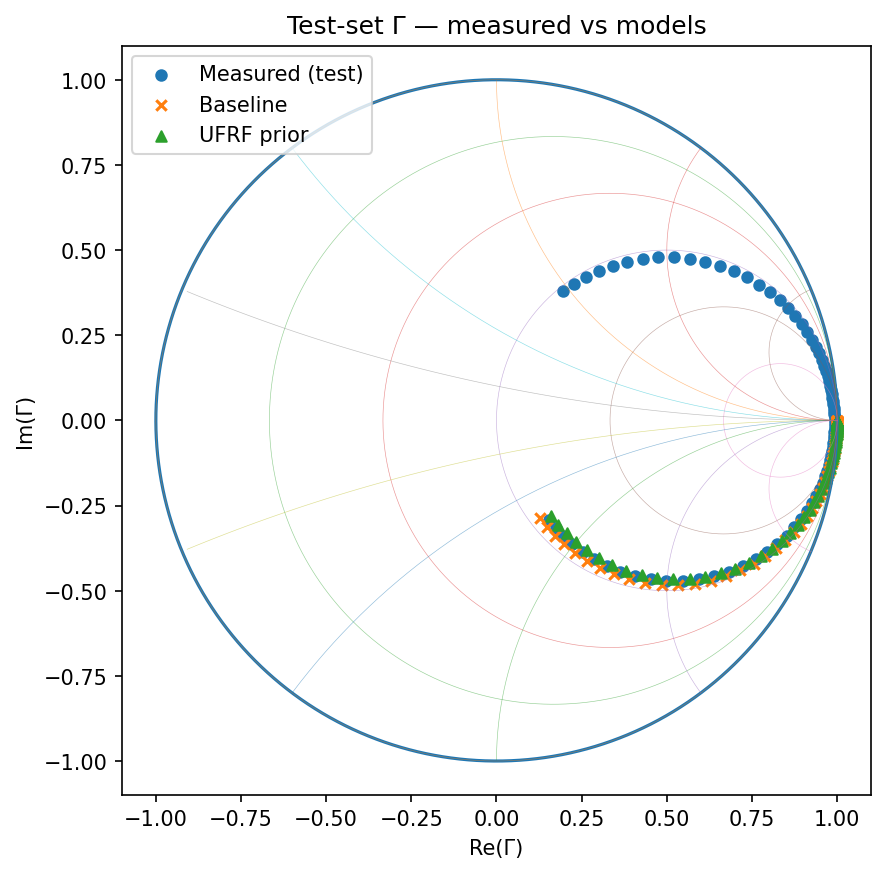 Test-set Γ — measured vs models
Measured (test)
Baseline
UFRF prior
1.00
0.75
0.50
0.25
0.00
−0.25
−0.50
−0.75
−1.00
Im(Γ)
−1.00 −0.75 −0.50 −0.25 0.00 0.25 0.50 0.75 1.00
Re(Γ)